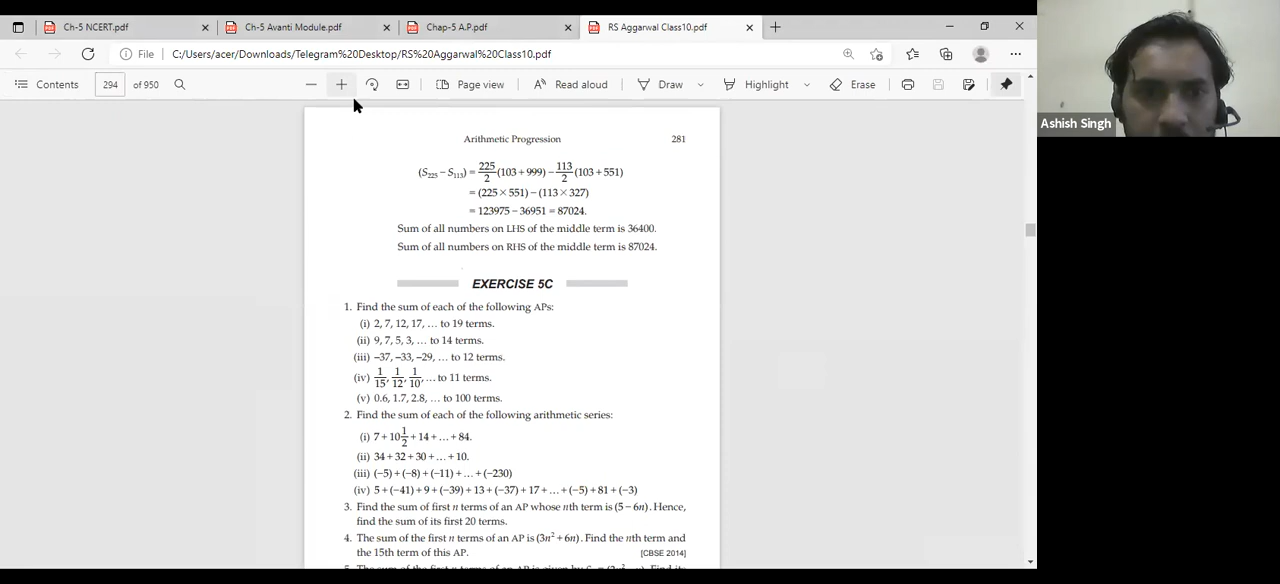 Ch-5 NCERT.pdf
Ch-5 Avanti Module.pdf
Chap-5 A.P.pdf
RS Aggarwal Class10.pdf
File C:/Users/acer/Downloads/Telegram%20Desktop/RS%20Aggarwal%20Class10.pdf
Contents 294 of 950 Page view Read aloud Draw Highlight Erase
Ashish Singh
Arithmetic Progression 281
(S₂₂₅ − S₁₁₃) = 225/2 (103 + 999) − 113/2 (103 + 551)
= (225 × 551) − (113 × 327)
= 123975 − 36951 = 87024.
Sum of all numbers on LHS of the middle term is 36400.
Sum of all numbers on RHS of the middle term is 87024.
EXERCISE 5C
1. Find the sum of each of the following APs:
(i) 2, 7, 12, 17, … to 19 terms.
(ii) 9, 7, 5, 3, … to 14 terms.
(iii) −37, −33, −29, … to 12 terms.
(iv) 1/15, 1/12, 1/10, … to 11 terms.
(v) 0.6, 1.7, 2.8, … to 100 terms.
2. Find the sum of each of the following arithmetic series:
(i) 7 + 10 1/2 + 14 + … + 84.
(ii) 34 + 32 + 30 + … + 10.
(iii) (−5) + (−8) + (−11) + … + (−230)
(iv) 5 + (−41) + 9 + (−39) + 13 + (−37) + 17 + … + (−5) + 81 + (−3)
3. Find the sum of first n terms of an AP whose nth term is (5 − 6n). Hence,
find the sum of its first 20 terms.
4. The sum of the first n terms of an AP is (3n² + 6n). Find the nth term and
the 15th term of this AP. [CBSE 2014]